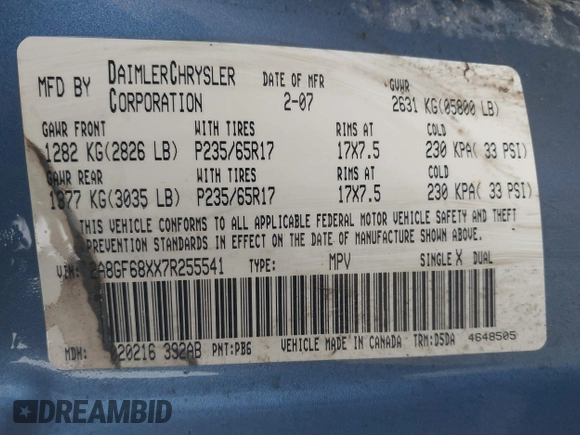 MFD BY DAIMLERCHRYSLER CORPORATION DATE OF MFR 2-07 GVWR 2631 KG(05800 LB)
GAWR FRONT WITH TIRES RIMS AT COLD
1282 KG(2826 LB) P235/65R17 17X7.5 230 KPA( 33 PSI)
GAWR REAR WITH TIRES RIMS AT COLD
1377 KG(3035 LB) P235/65R17 17X7.5 230 KPA( 33 PSI)
THIS VEHICLE CONFORMS TO ALL APPLICABLE FEDERAL MOTOR VEHICLE SAFETY AND THEFT
PREVENTION STANDARDS IN EFFECT ON THE DATE OF MANUFACTURE SHOWN ABOVE.
VIN: 2A8GF68XX7R255541 TYPE: MPV SINGLE X DUAL
MDH: 020216 392AB PNT:PB6 VEHICLE MADE IN CANADA TRM:D5DA 4648505
DREAMBID